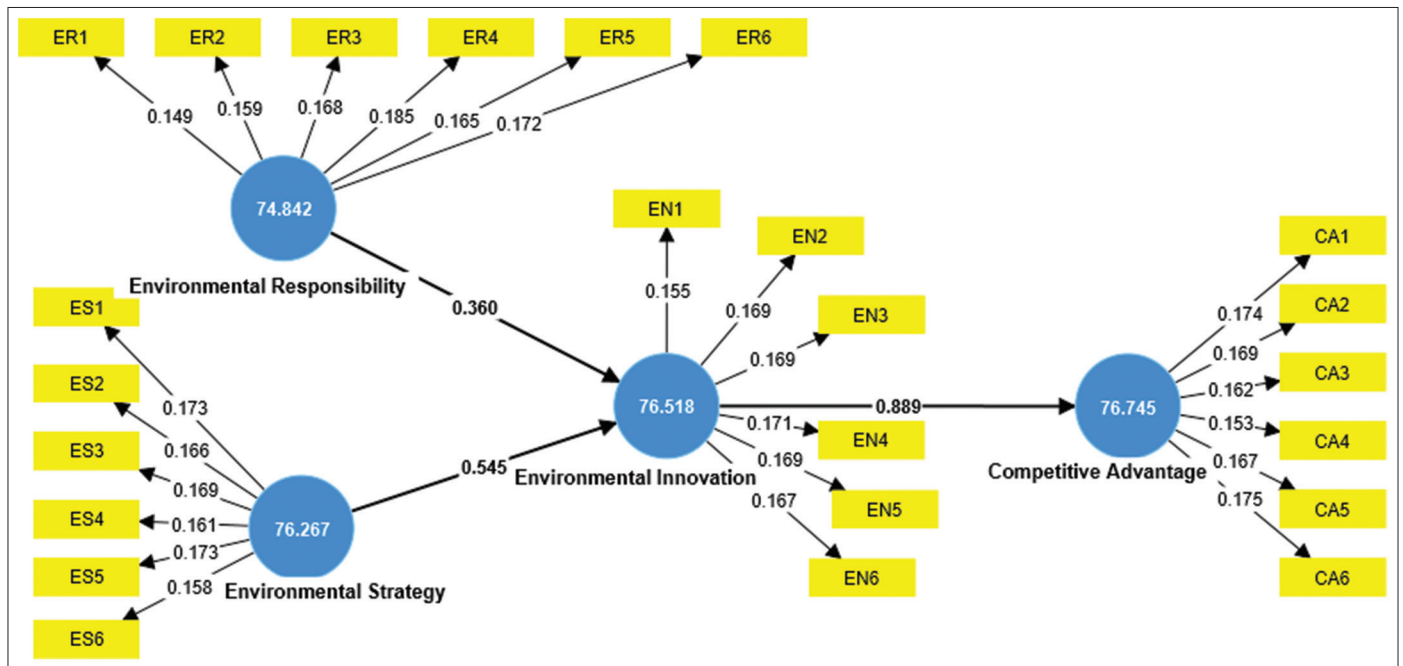 ER1 ER2 ER3 ER4 ER5 ER6
0.149 0.159 0.168 0.185 0.165 0.172
74.842
Environmental Responsibility
0.360
ES1
ES2
ES3
ES4
ES5
ES6
0.173
0.166
0.169
0.161
0.173
0.158
76.267
Environmental Strategy
0.545
EN1
EN2
EN3
EN4
EN5
EN6
0.155
0.169
0.169
0.171
0.169
0.167
76.518
Environmental Innovation
0.889
76.745
Competitive Advantage
0.174
0.169
0.162
0.153
0.167
0.175
CA1
CA2
CA3
CA4
CA5
CA6